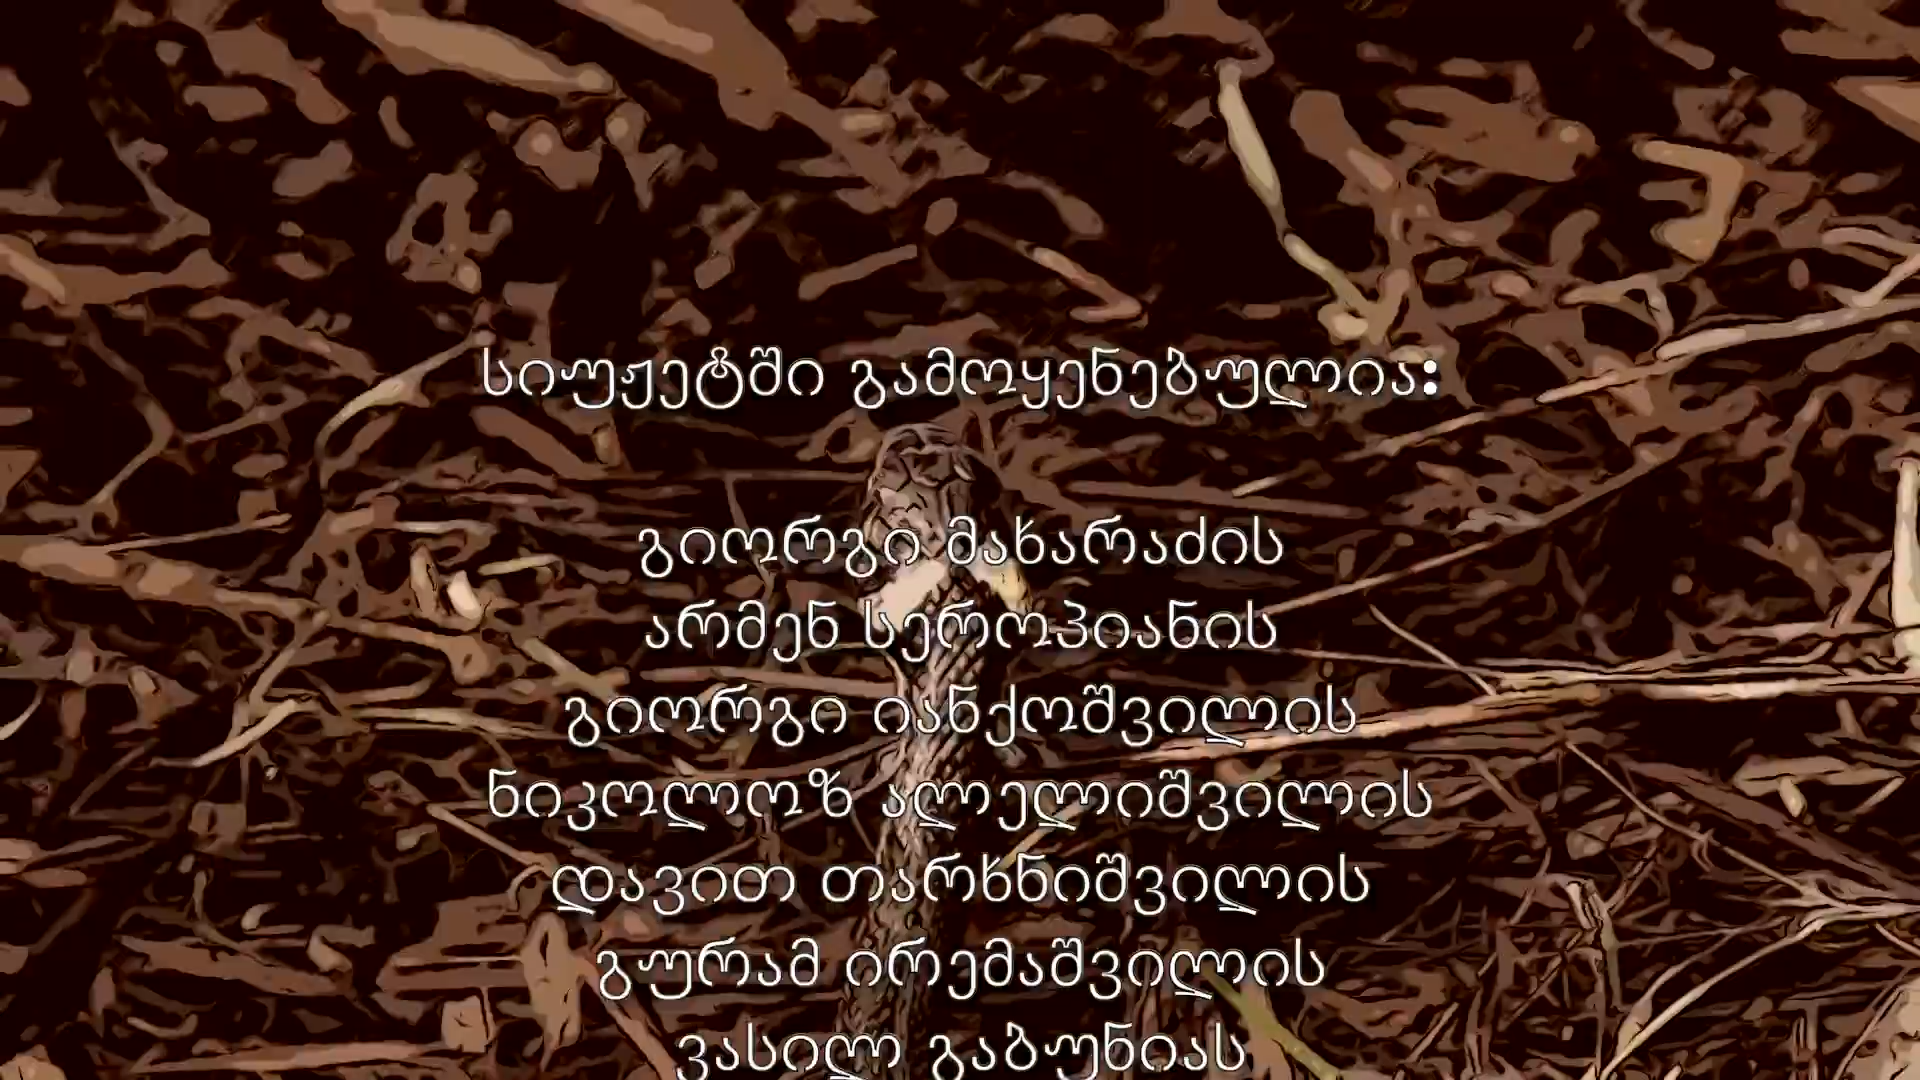 სიუჟეტში გამოყენებულია:
გიორგი მახარაძის
არმენ სეროპიანის
გიორგი იანქოშვილის
ნიკოლოზ ალელიშვილის
დავით თარხნიშვილის
გურამ ირემაშვილის
ვასილ გაბუნიას